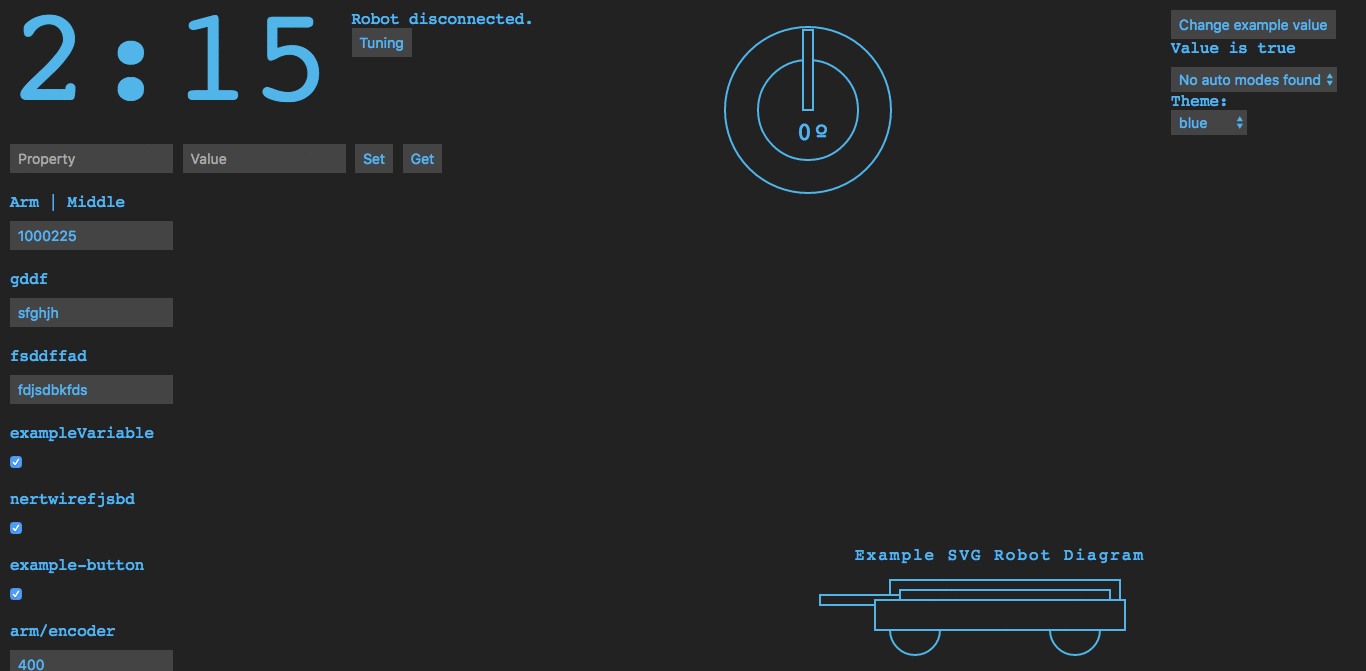 2:15
Robot disconnected.
Tuning
Property
Value
Set
Get
Arm | Middle
1000225
gddf
sfghjh
fsddffad
fdjsdbkfds
exampleVariable
nertwirefjsbd
example-button
arm/encoder
400
0º
Example SVG Robot Diagram
Change example value
Value is true
No auto modes found
Theme:
blue